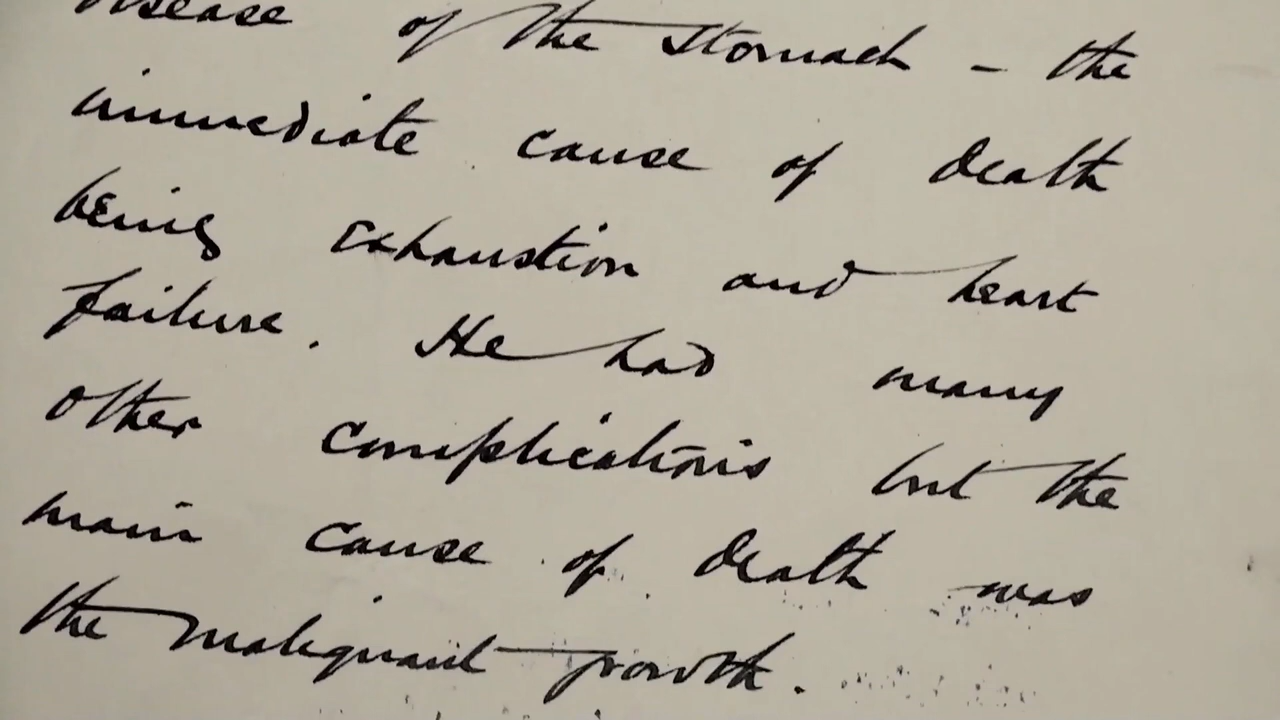 disease of the stomach – the
immediate cause of death
being exhaustion and heart
failure. He had many
other complications but the
main cause of death was
the malignant growth.